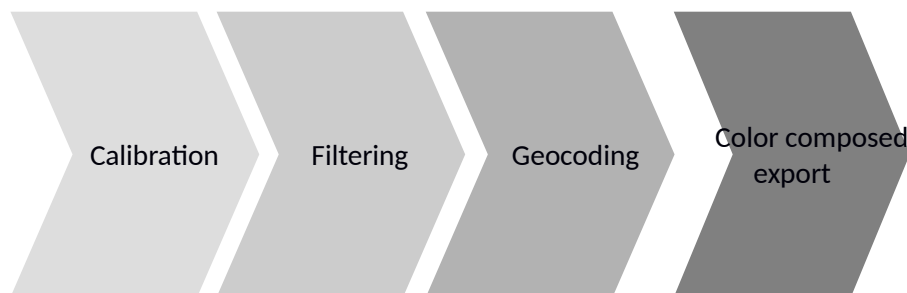 Calibration
Filtering
Geocoding
Color composed
export